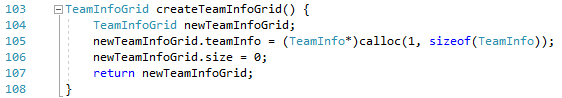 103 TeamInfoGrid createTeamInfoGrid() {
104 TeamInfoGrid newTeamInfoGrid;
105 newTeamInfoGrid.teamInfo = (TeamInfo*)calloc(1, sizeof(TeamInfo));
106 newTeamInfoGrid.size = 0;
107 return newTeamInfoGrid;
108 }